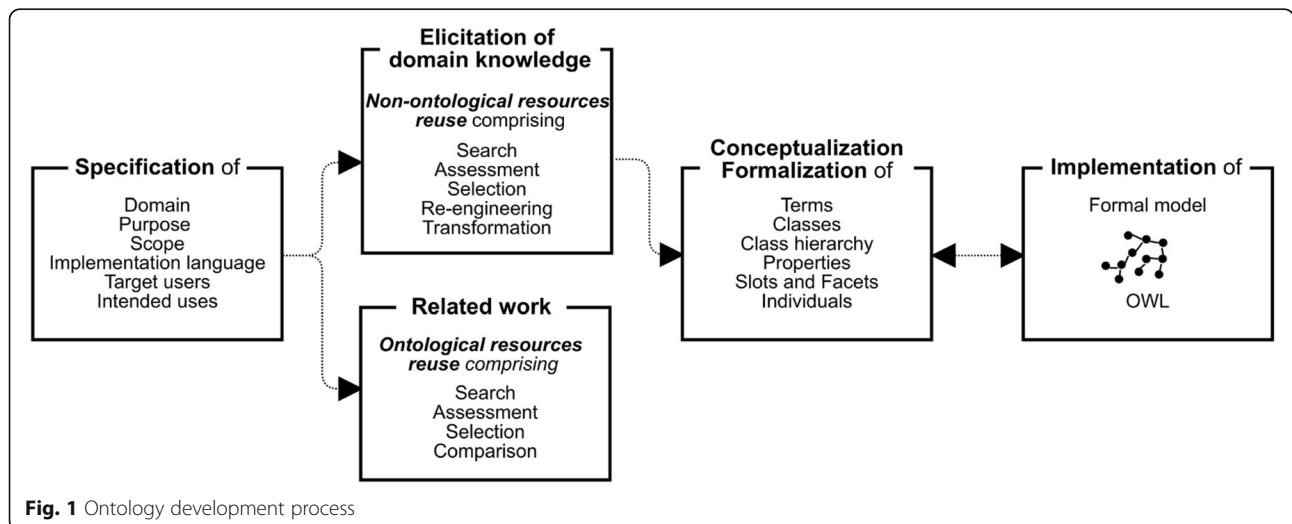 Specification of
Domain
Purpose
Scope
Implementation language
Target users
Intended uses
Elicitation of
domain knowledge
Non-ontological resources
reuse comprising
Search
Assessment
Selection
Re-engineering
Transformation
Related work
Ontological resources
reuse comprising
Search
Assessment
Selection
Comparison
Conceptualization
Formalization of
Terms
Classes
Class hierarchy
Properties
Slots and Facets
Individuals
Implementation of
Formal model
OWL
Fig. 1 Ontology development process